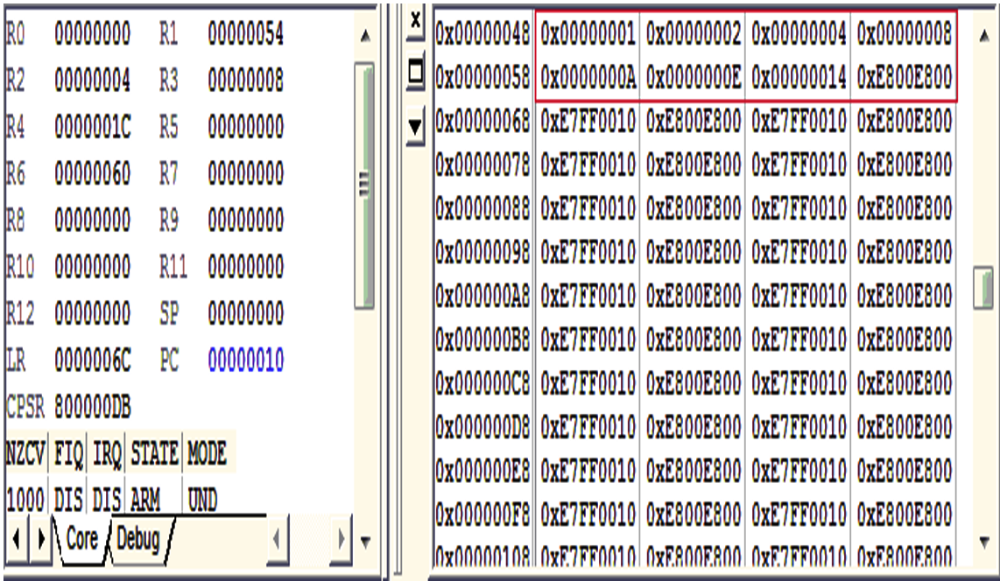 R0 00000000 R1 00000054
R2 00000004 R3 00000008
R4 0000001C R5 00000000
R6 00000060 R7 00000000
R8 00000000 R9 00000000
R10 00000000 R11 00000000
R12 00000000 SP 00000000
LR 0000006C PC 00000010
CPSR 800000DB
NZCV FIQ IRQ STATE MODE
1000 DIS DIS ARM UND
Core Debug
0x00000048 0x00000001 0x00000002 0x00000004 0x00000008
0x00000058 0x0000000A 0x0000000E 0x00000014 0xE800E800
0x00000068 0xE7FF0010 0xE800E800 0xE7FF0010 0xE800E800
0x00000078 0xE7FF0010 0xE800E800 0xE7FF0010 0xE800E800
0x00000088 0xE7FF0010 0xE800E800 0xE7FF0010 0xE800E800
0x00000098 0xE7FF0010 0xE800E800 0xE7FF0010 0xE800E800
0x000000A8 0xE7FF0010 0xE800E800 0xE7FF0010 0xE800E800
0x000000B8 0xE7FF0010 0xE800E800 0xE7FF0010 0xE800E800
0x000000C8 0xE7FF0010 0xE800E800 0xE7FF0010 0xE800E800
0x000000D8 0xE7FF0010 0xE800E800 0xE7FF0010 0xE800E800
0x000000E8 0xE7FF0010 0xE800E800 0xE7FF0010 0xE800E800
0x000000F8 0xE7FF0010 0xE800E800 0xE7FF0010 0xE800E800
0x00000108 0xE7FF0010 0xE800E800 0xE7FF0010 0xE800E800